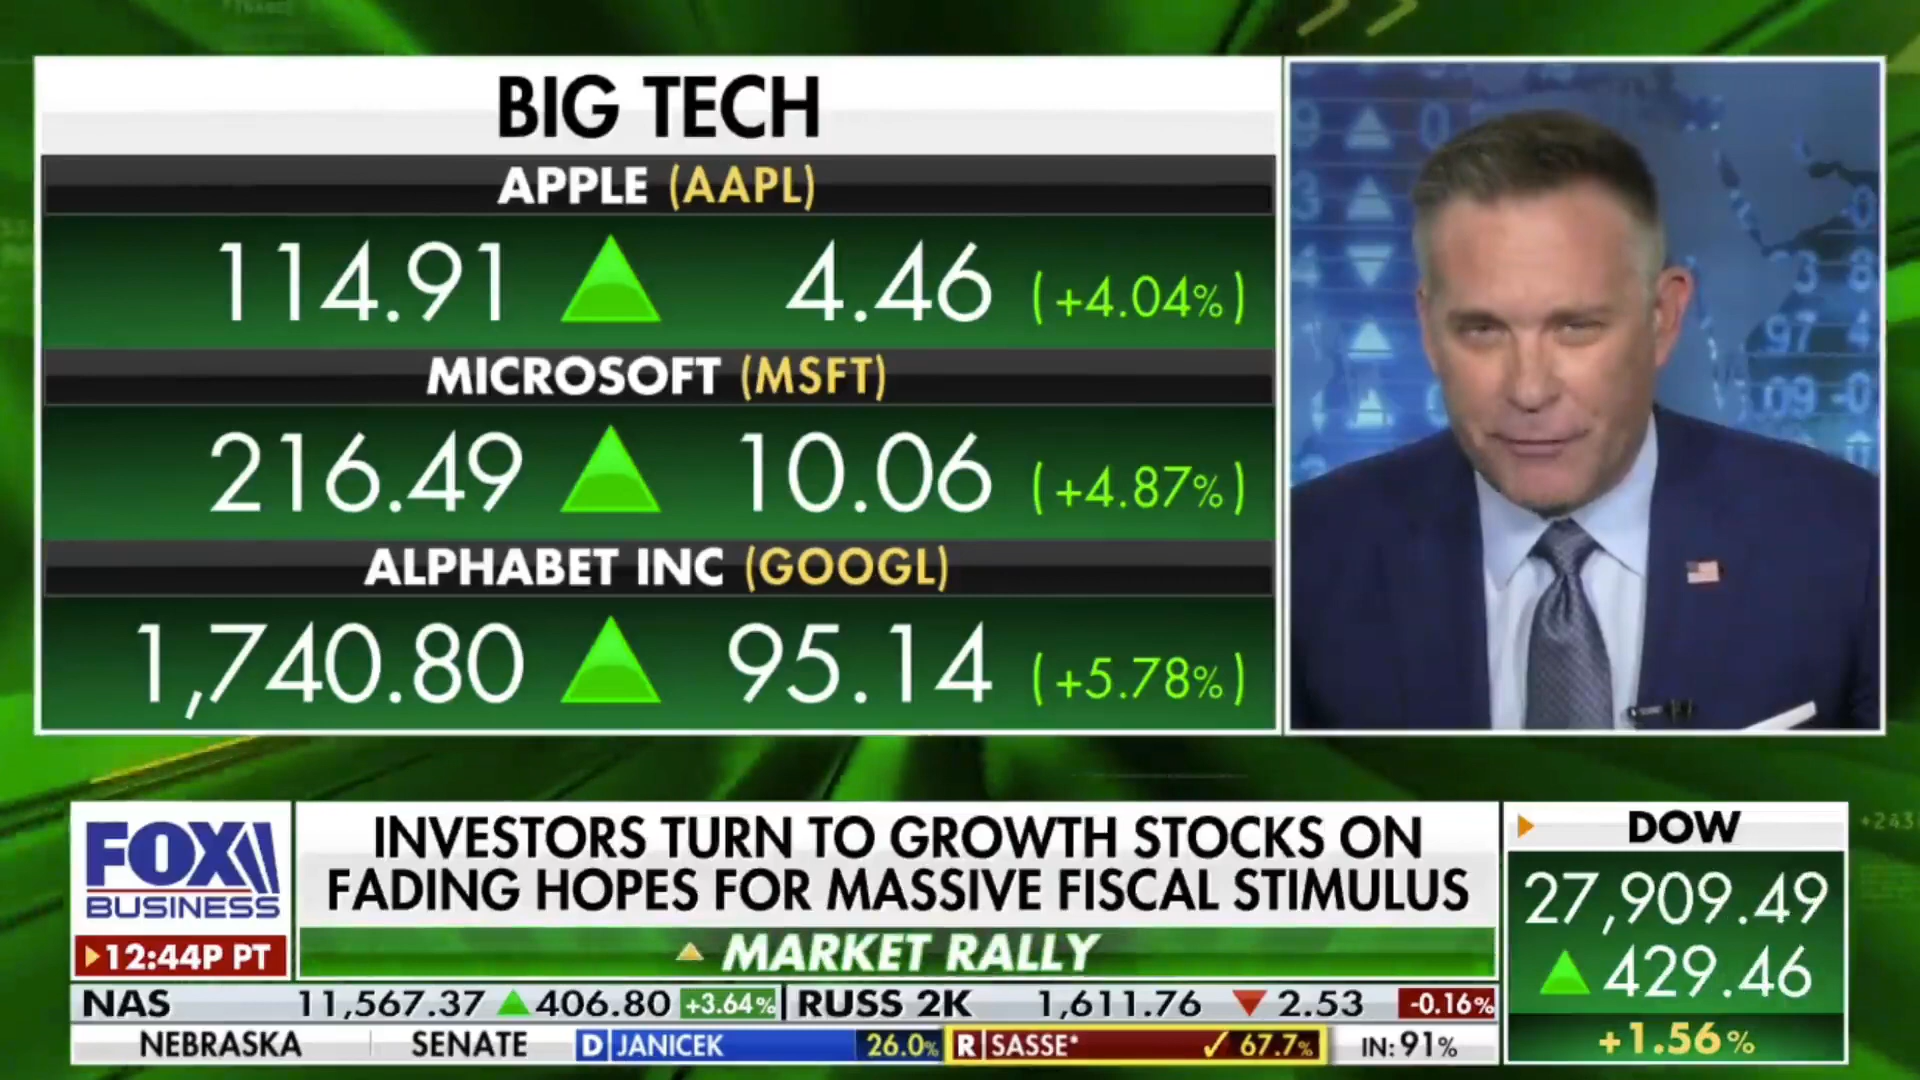 BIG TECH
APPLE (AAPL)
114.91 ▲ 4.46 (+4.04%)
MICROSOFT (MSFT)
216.49 ▲ 10.06 (+4.87%)
ALPHABET INC (GOOGL)
1,740.80 ▲ 95.14 (+5.78%)
FOX BUSINESS
12:44P PT
INVESTORS TURN TO GROWTH STOCKS ON
FADING HOPES FOR MASSIVE FISCAL STIMULUS
MARKET RALLY
DOW
27,909.49
▲ 429.46
+1.56%
NAS 11,567.37 ▲ 406.80 +3.64% RUSS 2K 1,611.76 ▼ 2.53 -0.16%
NEBRASKA SENATE D JANICEK 26.0% R SASSE* ✓ 67.7% IN: 91%